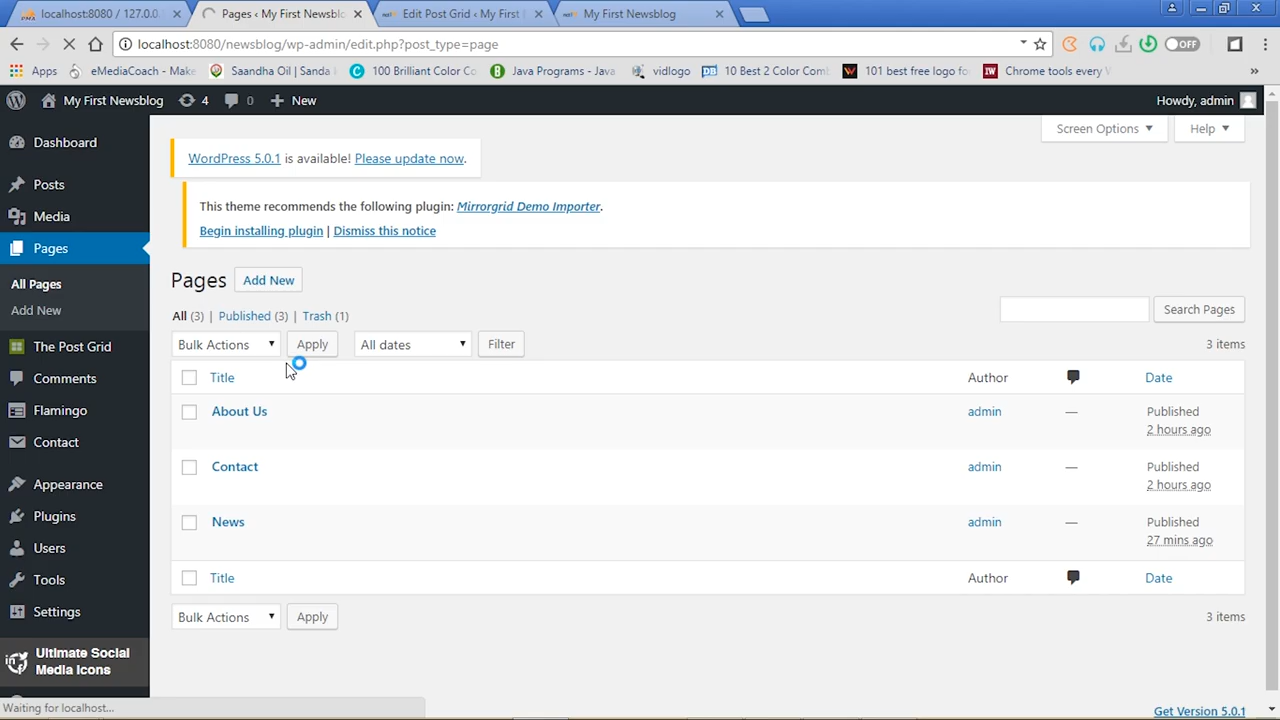 localhost:8080 / 127.0.0.
Pages ‹ My First Newsblo
Edit Post Grid ‹ My First
My First Newsblog
localhost:8080/newsblog/wp-admin/edit.php?post_type=page
OFF
Apps
eMediaCoach - Make
Saandha Oil | Sanda
100 Brilliant Color Co
Java Programs - Java
vidlogo
10 Best 2 Color Comb
101 best free logo fo
Chrome tools every
»
My First Newsblog
4
0
+ New
Howdy, admin
Dashboard
Posts
Media
Pages
All Pages
Add New
The Post Grid
Comments
Flamingo
Contact
Appearance
Plugins
Users
Tools
Settings
Ultimate Social
Media Icons
Screen Options
Help
WordPress 5.0.1 is available! Please update now.
This theme recommends the following plugin: Mirrorgrid Demo Importer.
Begin installing plugin | Dismiss this notice
Pages Add New
All (3) | Published (3) | Trash (1)
Search Pages
Bulk Actions Apply All dates Filter
3 items
Title Author Date
About Us admin — Published
2 hours ago
Contact admin — Published
2 hours ago
News admin — Published
27 mins ago
Title Author Date
Bulk Actions Apply
3 items
Waiting for localhost...
Get Version 5.0.1